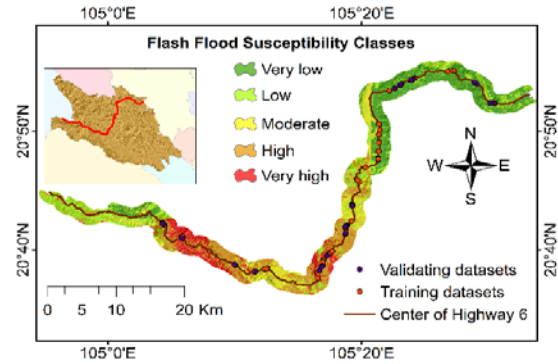 105°0'E 105°20'E
Flash Flood Susceptibility Classes
Very low
Low
Moderate
High
Very high
20°50'N
20°40'N
20°50'N
20°40'N
N
W E
S
Validating datasets
Training datasets
Center of Highway 6
0 10 20 Km
105°0'E 105°20'E